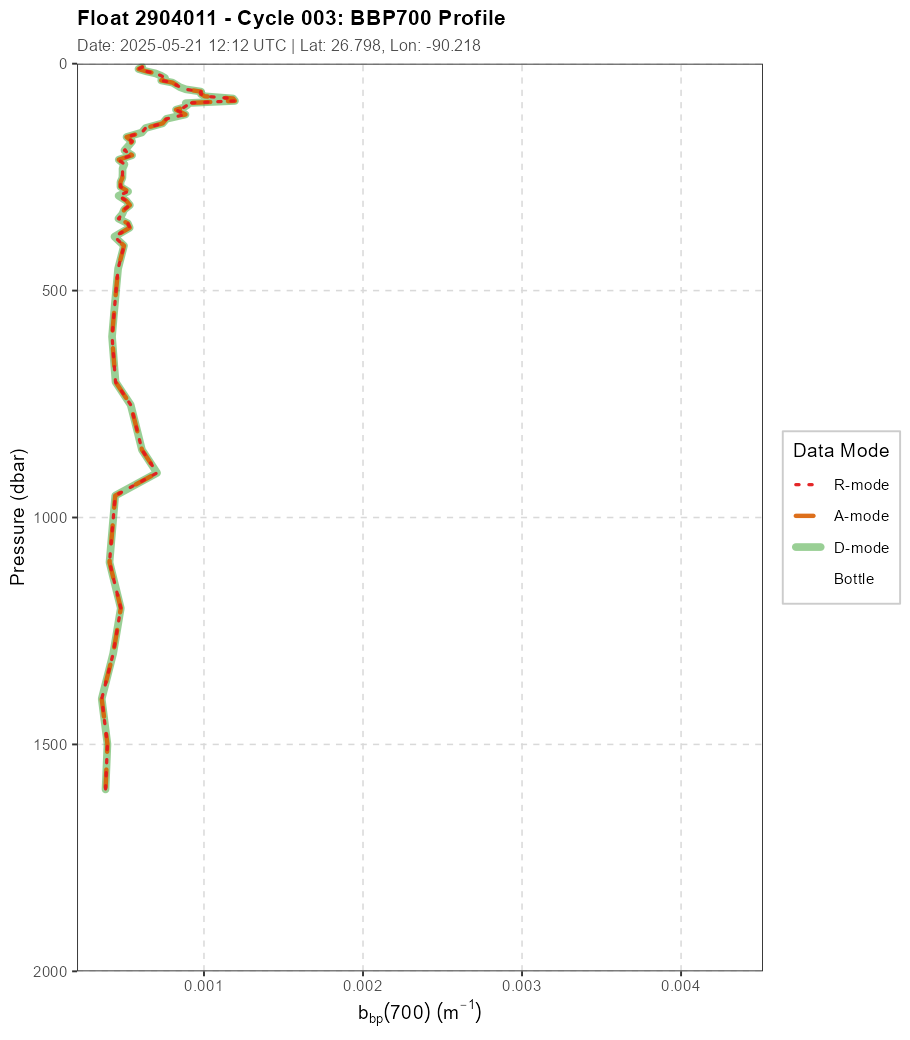 Float 2904011 - Cycle 003: BBP700 Profile
Date: 2025-05-21 12:12 UTC | Lat: 26.798, Lon: -90.218
0
500
1000
1500
2000
Pressure (dbar)
0.001
0.002
0.003
0.004
b_bp(700) (m⁻¹)
Data Mode
R-mode
A-mode
D-mode
Bottle